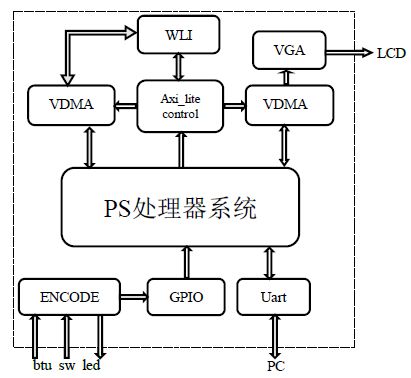 WLI
VGA
LCD
VDMA
Axi_lite
control
VDMA
PS处理器系统
ENCODE
GPIO
Uart
btu sw led
PC